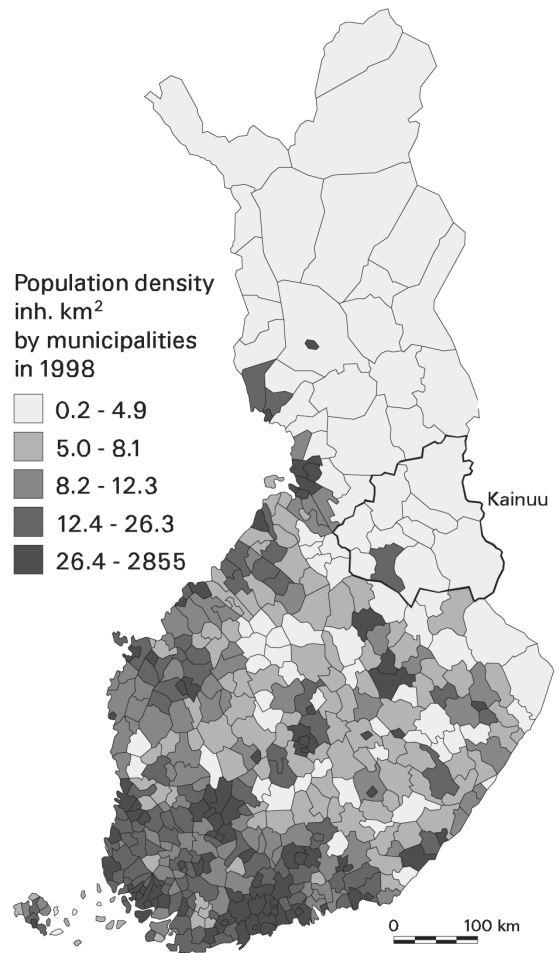 Population density
inh. km²
by municipalities
in 1998
0.2 - 4.9
5.0 - 8.1
8.2 - 12.3
12.4 - 26.3
26.4 - 2855
Kainuu
0 100 km